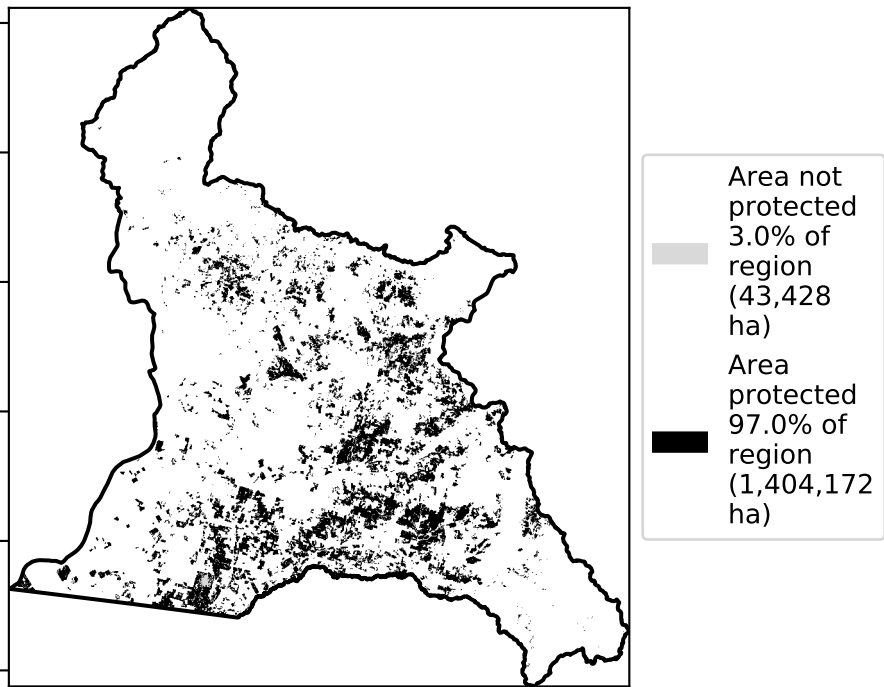 Area not
protected
3.0% of
region
(43,428
ha)
Area
protected
97.0% of
region
(1,404,172
ha)